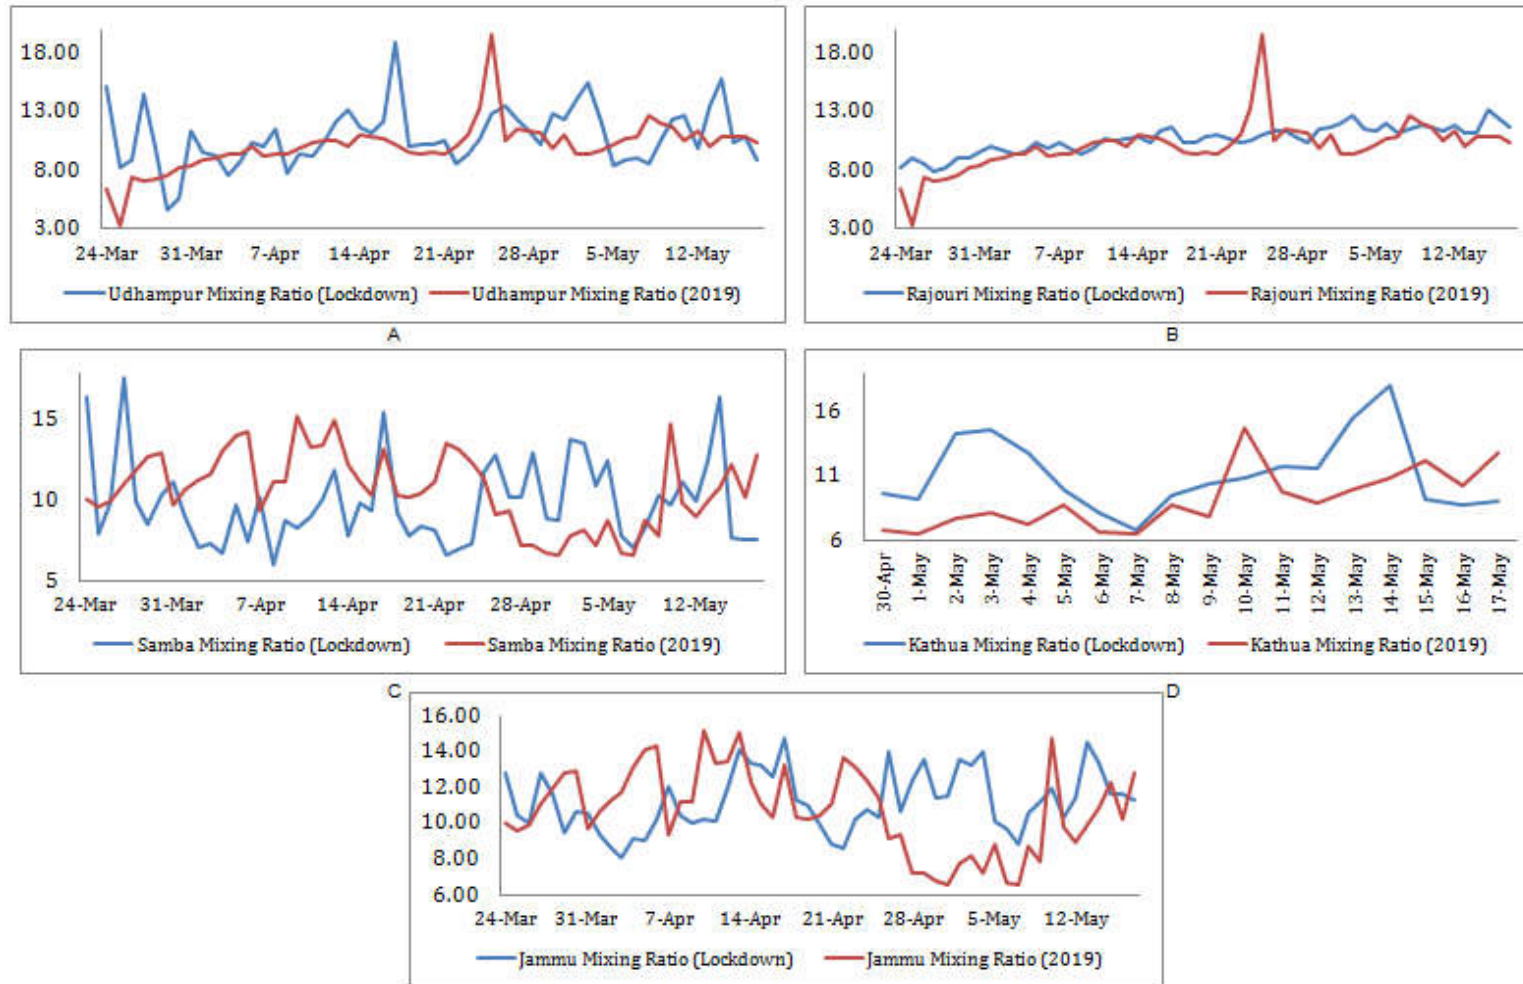 18.00
13.00
8.00
3.00
24-Mar 31-Mar 7-Apr 14-Apr 21-Apr 28-Apr 5-May 12-May
Udhampur Mixing Ratio (Lockdown) Udhampur Mixing Ratio (2019)
A
18.00
13.00
8.00
3.00
24-Mar 31-Mar 7-Apr 14-Apr 21-Apr 28-Apr 5-May 12-May
Rajouri Mixing Ratio (Lockdown) Rajouri Mixing Ratio (2019)
B
15
10
5
24-Mar 31-Mar 7-Apr 14-Apr 21-Apr 28-Apr 5-May 12-May
Samba Mixing Ratio (Lockdown) Samba Mixing Ratio (2019)
C
16
11
6
30-Apr 1-May 2-May 3-May 4-May 5-May 6-May 7-May 8-May 9-May 10-May 11-May 12-May 13-May 14-May 15-May 16-May 17-May
Kathua Mixing Ratio (Lockdown) Kathua Mixing Ratio (2019)
D
16.00
14.00
12.00
10.00
8.00
6.00
24-Mar 31-Mar 7-Apr 14-Apr 21-Apr 28-Apr 5-May 12-May
Jammu Mixing Ratio (Lockdown) Jammu Mixing Ratio (2019)